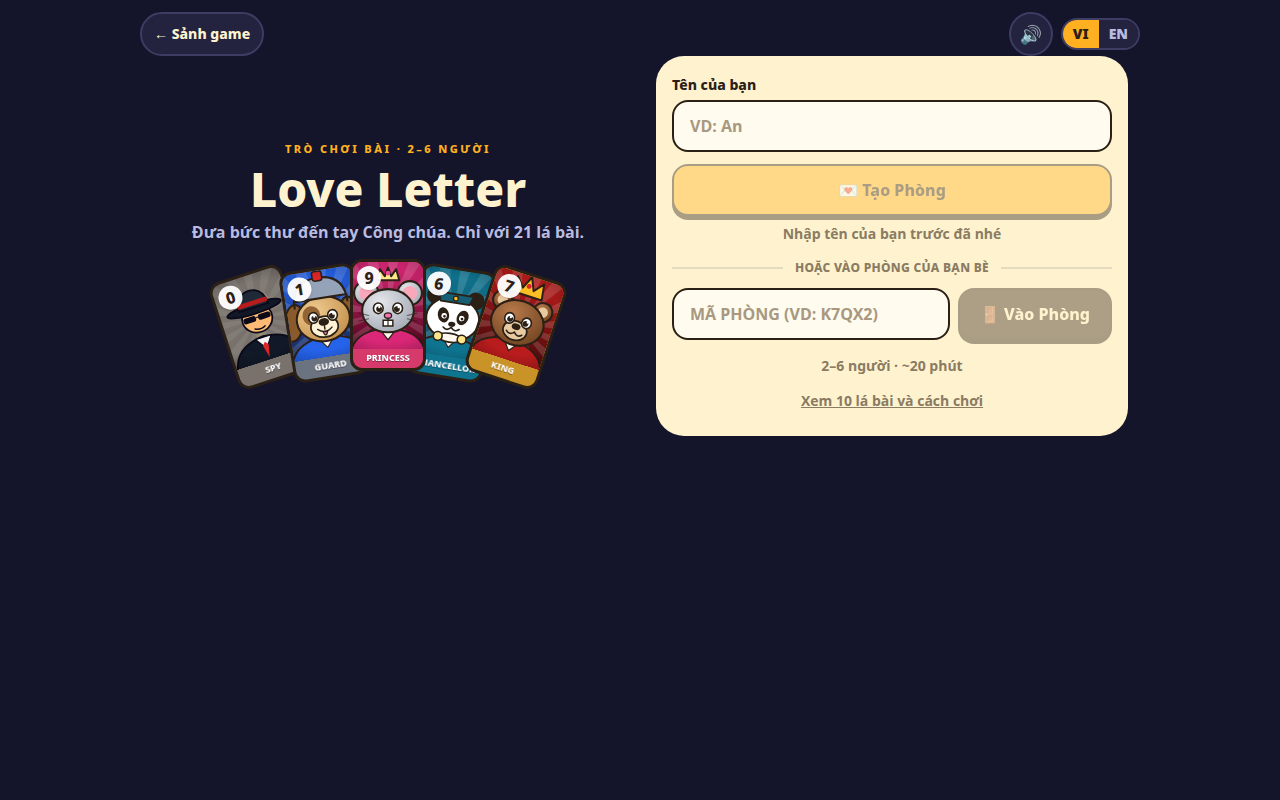 ← Sảnh game
VI EN
TRÒ CHƠI BÀI · 2–6 NGƯỜI
Love Letter
Đưa bức thư đến tay Công chúa. Chỉ với 21 lá bài.
0
SPY
1
GUARD
9
PRINCESS
6
7
KING
Tên của bạn
VD: An
Tạo Phòng
Nhập tên của bạn trước đã nhé
HOẶC VÀO PHÒNG CỦA BẠN BÈ
MÃ PHÒNG (VD: K7QX2)
Vào Phòng
2–6 người · ~20 phút
Xem 10 lá bài và cách chơi